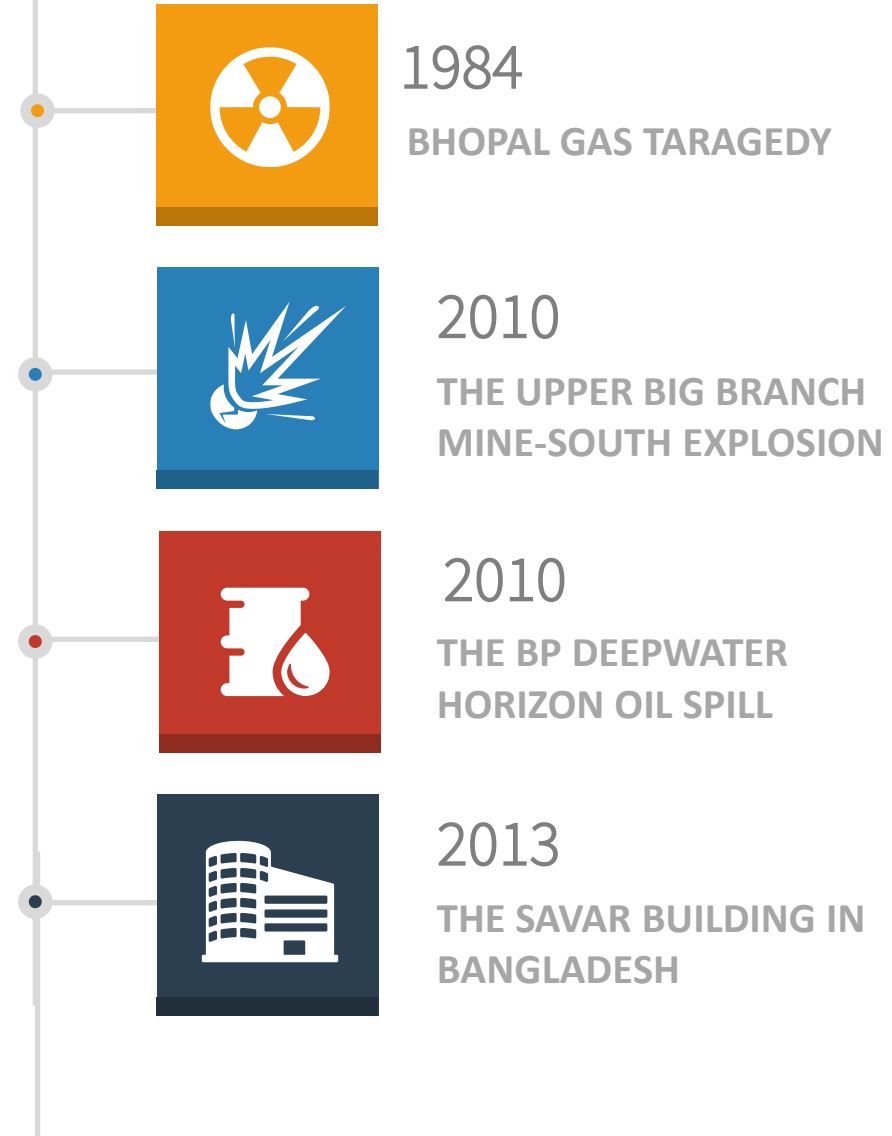 1984
BHOPAL GAS TARAGEDY
2010
THE UPPER BIG BRANCH
MINE-SOUTH EXPLOSION
2010
THE BP DEEPWATER
HORIZON OIL SPILL
2013
THE SAVAR BUILDING IN
BANGLADESH